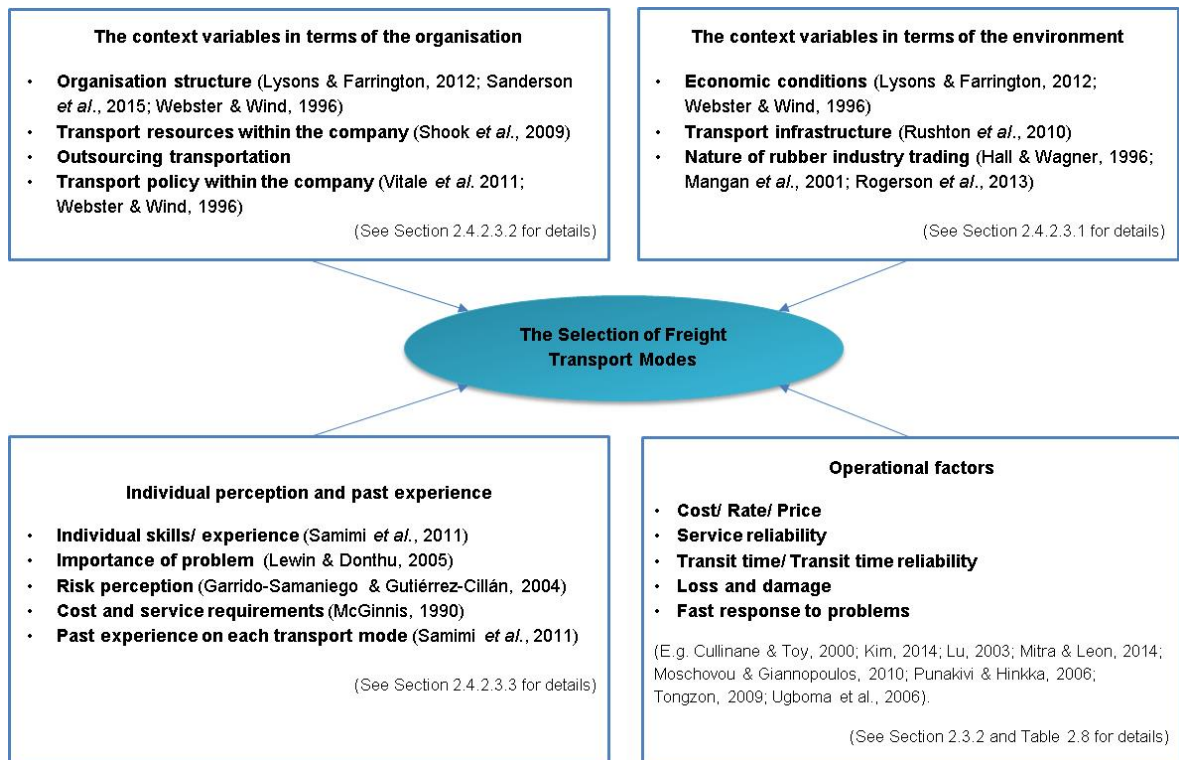 The context variables in terms of the organisation
• Organisation structure (Lysons & Farrington, 2012; Sanderson
et al., 2015; Webster & Wind, 1996)
• Transport resources within the company (Shook et al., 2009)
• Outsourcing transportation
• Transport policy within the company (Vitale et al. 2011;
Webster & Wind, 1996)
(See Section 2.4.2.3.2 for details)
The context variables in terms of the environment
• Economic conditions (Lysons & Farrington, 2012;
Webster & Wind, 1996)
• Transport infrastructure (Rushton et al., 2010)
• Nature of rubber industry trading (Hall & Wagner, 1996;
Mangan et al., 2001; Rogerson et al., 2013)
(See Section 2.4.2.3.1 for details)
The Selection of Freight
Transport Modes
Individual perception and past experience
• Individual skills/ experience (Samimi et al., 2011)
• Importance of problem (Lewin & Donthu, 2005)
• Risk perception (Garrido-Samaniego & Gutiérrez-Cillán, 2004)
• Cost and service requirements (McGinnis, 1990)
• Past experience on each transport mode (Samimi et al., 2011)
(See Section 2.4.2.3.3 for details)
Operational factors
• Cost/ Rate/ Price
• Service reliability
• Transit time/ Transit time reliability
• Loss and damage
• Fast response to problems
(E.g. Cullinane & Toy, 2000; Kim, 2014; Lu, 2003; Mitra & Leon, 2014;
Moschovou & Giannopoulos, 2010; Punakivi & Hinkka, 2006;
Tongzon, 2009; Ugboma et al., 2006).
(See Section 2.3.2 and Table 2.8 for details)